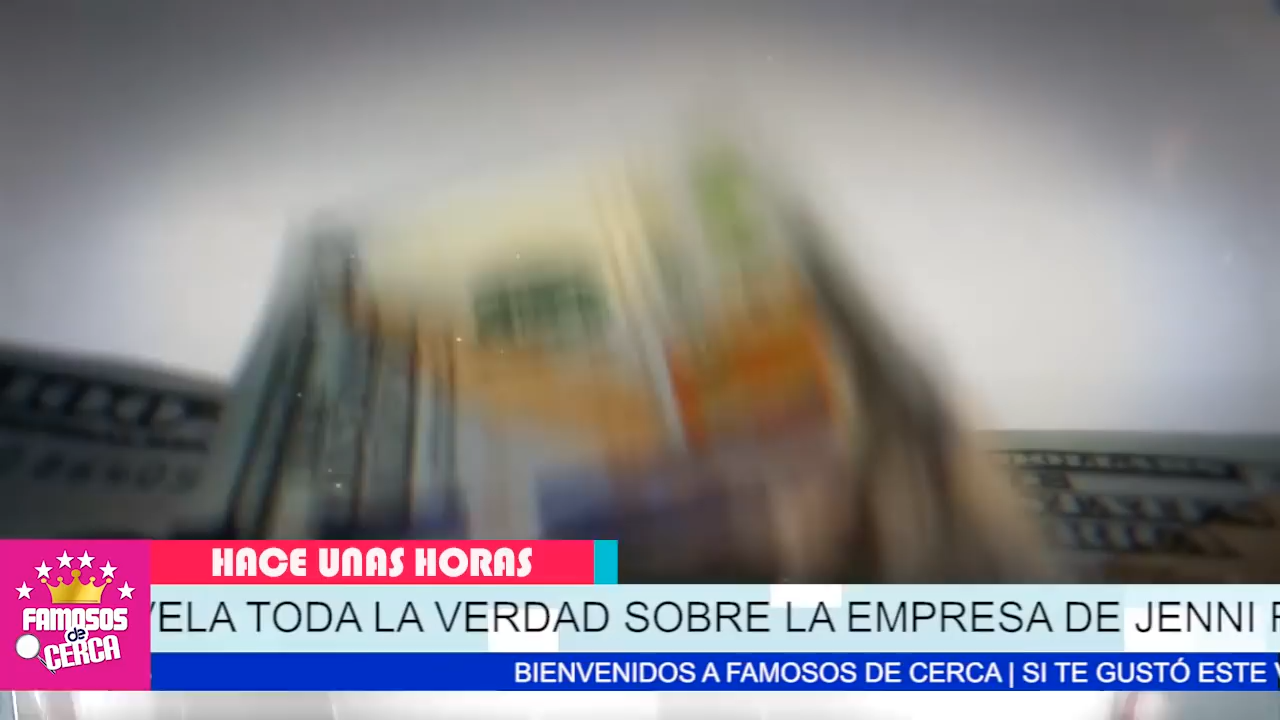 HACE UNAS HORAS
FAMOSOS
de
CERCA
VELA TODA LA VERDAD SOBRE LA EMPRESA DE JENNI
BIENVENIDOS A FAMOSOS DE CERCA | SI TE GUSTÓ ESTE